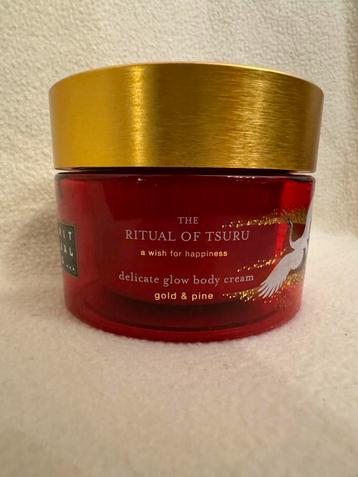 THE
RITUAL OF TSURU
a wish for happiness
delicate glow body cream
gold & pine